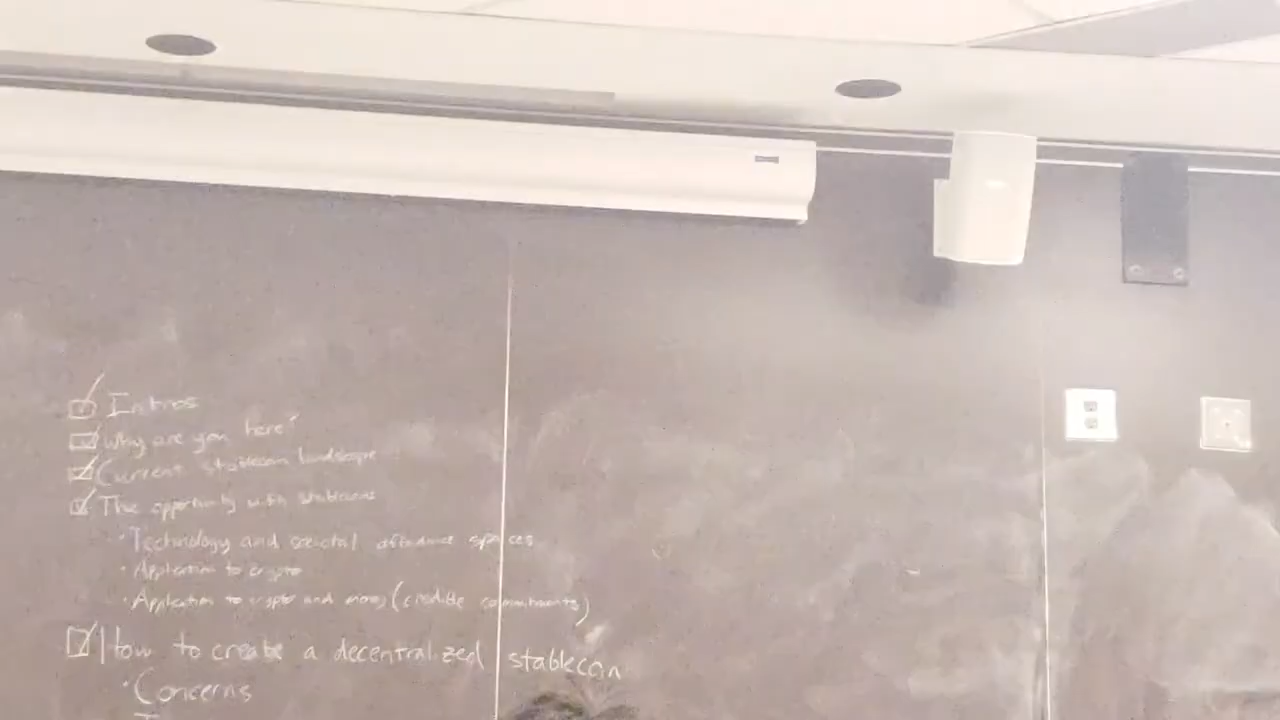 ☑ Intros
☑ Why are you here?
☑ Current stablecoin landscape
☑ The opportunity with stablecoins
· Technology and societal affordance spaces
· Application to crypto
· Application to crypto and money (credible commitments)
☑ How to create a decentralized stablecoin
· Concerns